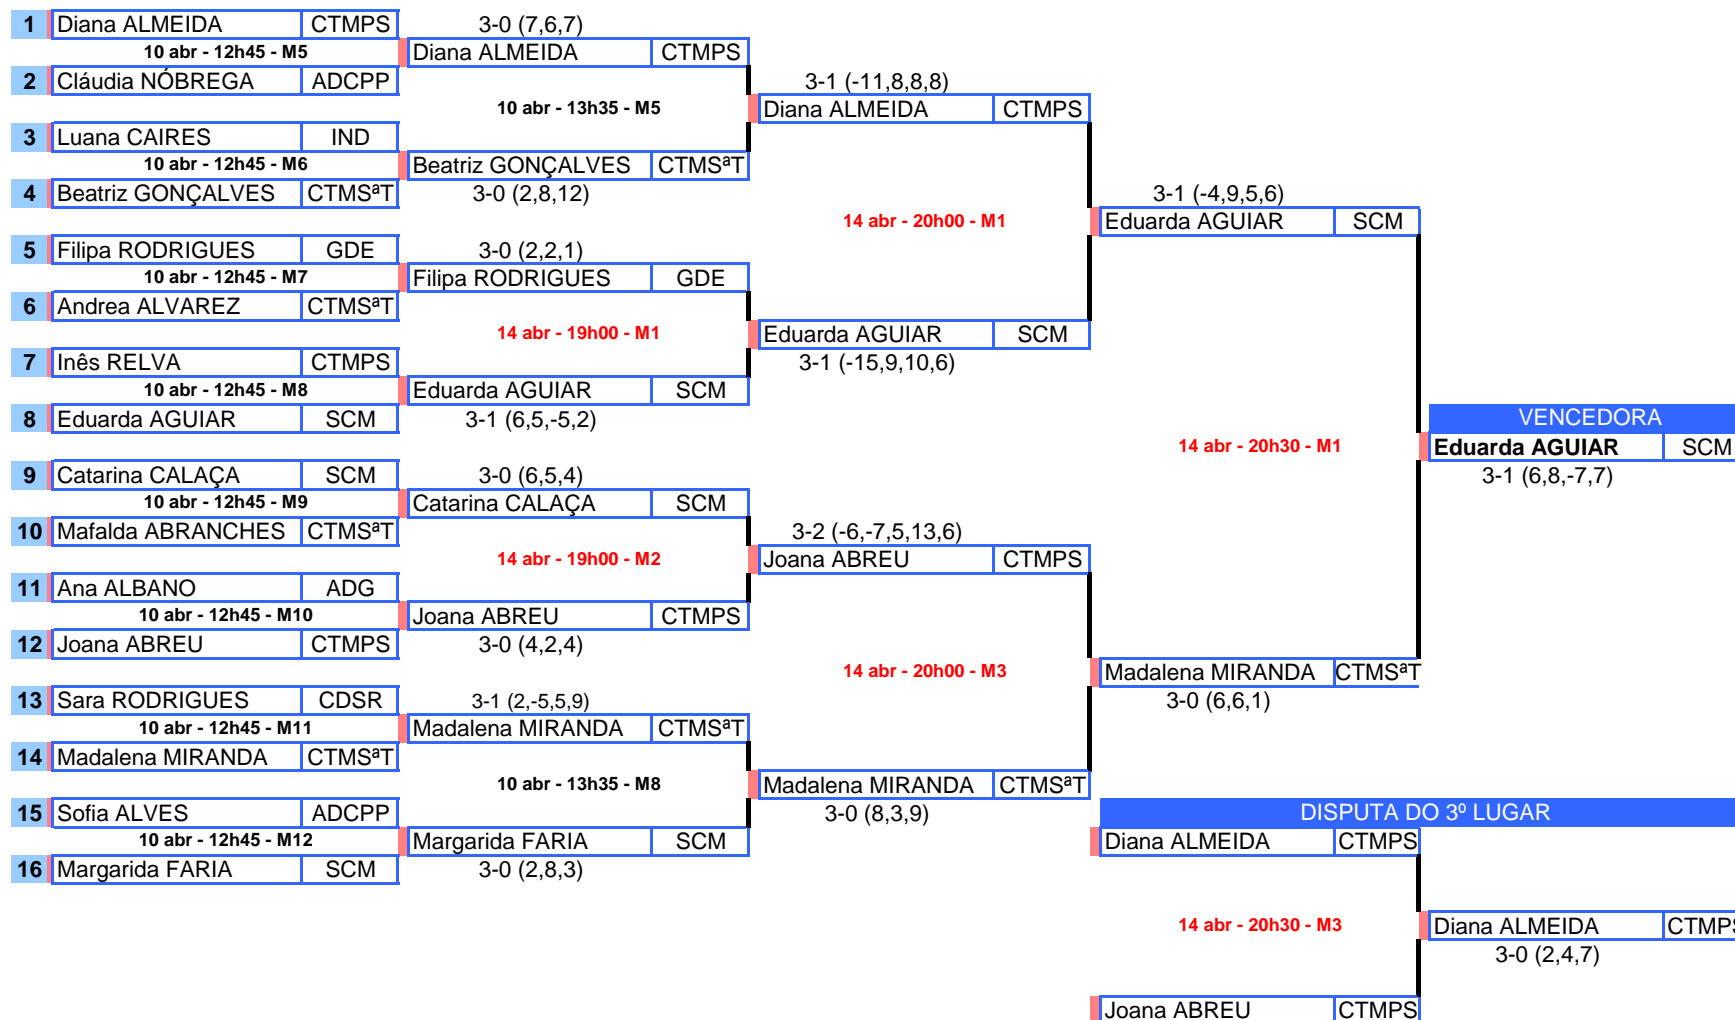 1 Diana ALMEIDA CTMPS 3-0 (7,6,7)
10 abr - 12h45 - M5 Diana ALMEIDA CTMPS
2 Cláudia NÓBREGA ADCPP 3-1 (-11,8,8,8)
10 abr - 13h35 - M5 Diana ALMEIDA CTMPS
3 Luana CAIRES IND
10 abr - 12h45 - M6 Beatriz GONÇALVES CTMSªT
4 Beatriz GONÇALVES CTMSªT 3-0 (2,8,12) 3-1 (-4,9,5,6)
14 abr - 20h00 - M1 Eduarda AGUIAR SCM
5 Filipa RODRIGUES GDE 3-0 (2,2,1)
10 abr - 12h45 - M7 Filipa RODRIGUES GDE
6 Andrea ALVAREZ CTMSªT
14 abr - 19h00 - M1 Eduarda AGUIAR SCM
7 Inês RELVA CTMPS 3-1 (-15,9,10,6)
10 abr - 12h45 - M8 Eduarda AGUIAR SCM
8 Eduarda AGUIAR SCM 3-1 (6,5,-5,2) VENCEDORA
14 abr - 20h30 - M1 Eduarda AGUIAR SCM
9 Catarina CALAÇA SCM 3-0 (6,5,4) 3-1 (6,8,-7,7)
10 abr - 12h45 - M9 Catarina CALAÇA SCM
10 Mafalda ABRANCHES CTMSªT 3-2 (-6,-7,5,13,6)
14 abr - 19h00 - M2 Joana ABREU CTMPS
11 Ana ALBANO ADG
10 abr - 12h45 - M10 Joana ABREU CTMPS
12 Joana ABREU CTMPS 3-0 (4,2,4)
14 abr - 20h00 - M3 Madalena MIRANDA CTMSªT
13 Sara RODRIGUES CDSR 3-1 (2,-5,5,9) 3-0 (6,6,1)
10 abr - 12h45 - M11 Madalena MIRANDA CTMSªT
14 Madalena MIRANDA CTMSªT
10 abr - 13h35 - M8 Madalena MIRANDA CTMSªT
15 Sofia ALVES ADCPP 3-0 (8,3,9) DISPUTA DO 3º LUGAR
10 abr - 12h45 - M12 Margarida FARIA SCM Diana ALMEIDA CTMPS
16 Margarida FARIA SCM 3-0 (2,8,3)
14 abr - 20h30 - M3 Diana ALMEIDA CTMPS
3-0 (2,4,7)
Joana ABREU CTMPS